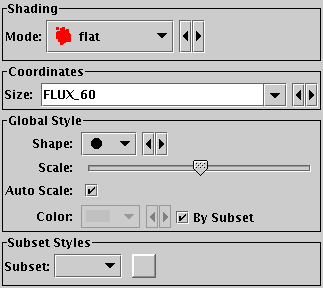 Shading
Mode: flat
Coordinates
Size: FLUX_60
Global Style
Shape:
Scale:
Auto Scale:
Color: By Subset
Subset Styles
Subset: